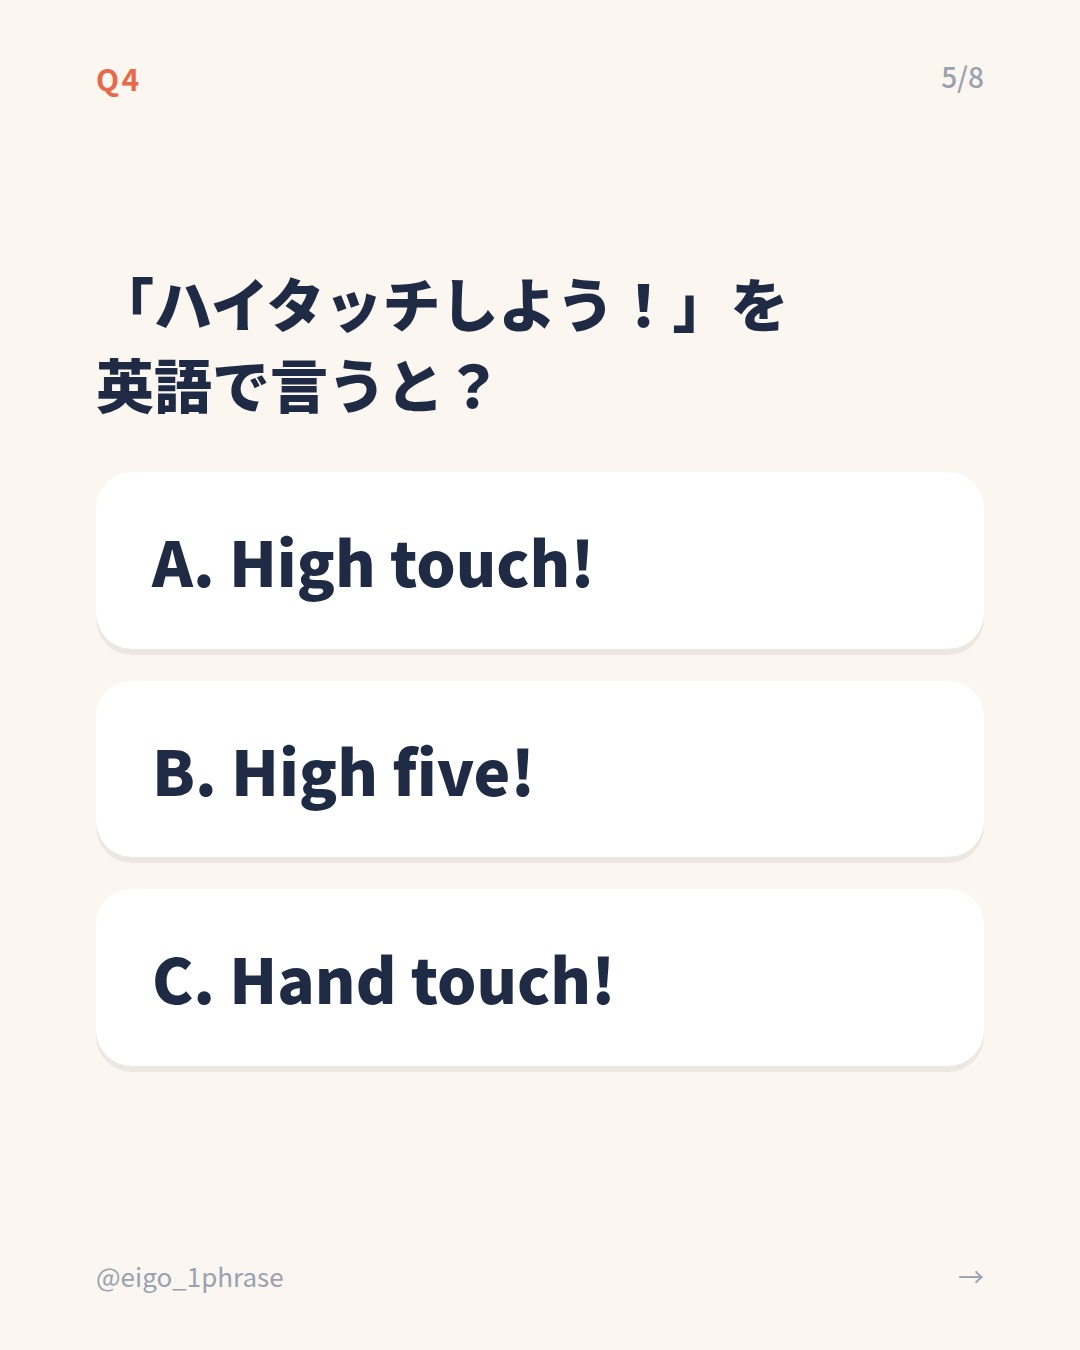 Q4
5/8
「ハイタッチしよう！」を
英語で言うと？
A. High touch!
B. High five!
C. Hand touch!
@eigo_1phrase
→